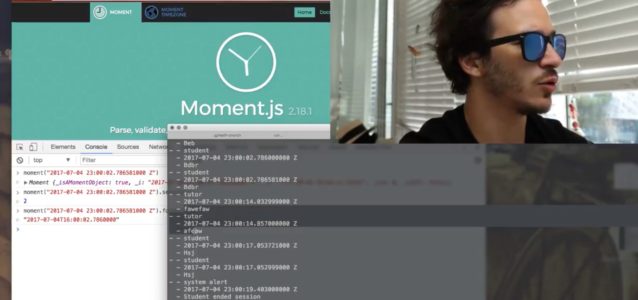 MOMENT
MOMENT
TIMEZONE
Home
Docs
Moment.js 2.18.1
Parse, validate,
Elements
Console
Sources
top
Filter
moment("2017-07-04 23:00:02.786581000 Z")
Moment {_isAMomentObject: true, _i: "2017-
moment("2017-07-04 23:00:02.786581000 Z").se
2
moment("2017-07-04 23:00:02.786581000 Z").fo
"2017-07-04T16:00:02.7860000"
- - Beb
- student
- 2017-07-04 23:00:02.786000000 Z
- Bdbr
- student
- 2017-07-04 23:00:02.786581000 Z
- Bdbr
- tutor
- 2017-07-04 23:00:14.032999000 Z
- fawefaw
- tutor
- 2017-07-04 23:00:14.857000000 Z
- student
- 2017-07-04 23:00:17.053721000 Z
- Hsj
- student
- 2017-07-04 23:00:17.052999000 Z
- Hsj
- system alert
- 2017-07-04 23:00:19.403000000 Z
- Student ended session